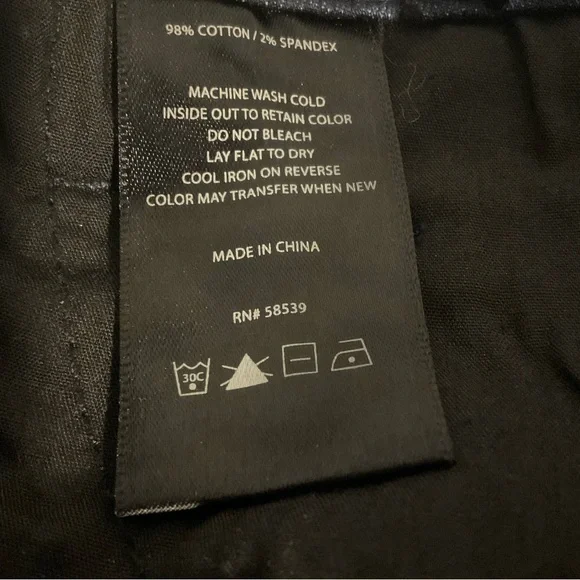 98% COTTON / 2% SPANDEX
MACHINE WASH COLD
INSIDE OUT TO RETAIN COLOR
DO NOT BLEACH
LAY FLAT TO DRY
COOL IRON ON REVERSE
COLOR MAY TRANSFER WHEN NEW
MADE IN CHINA
RN# 58539
30C